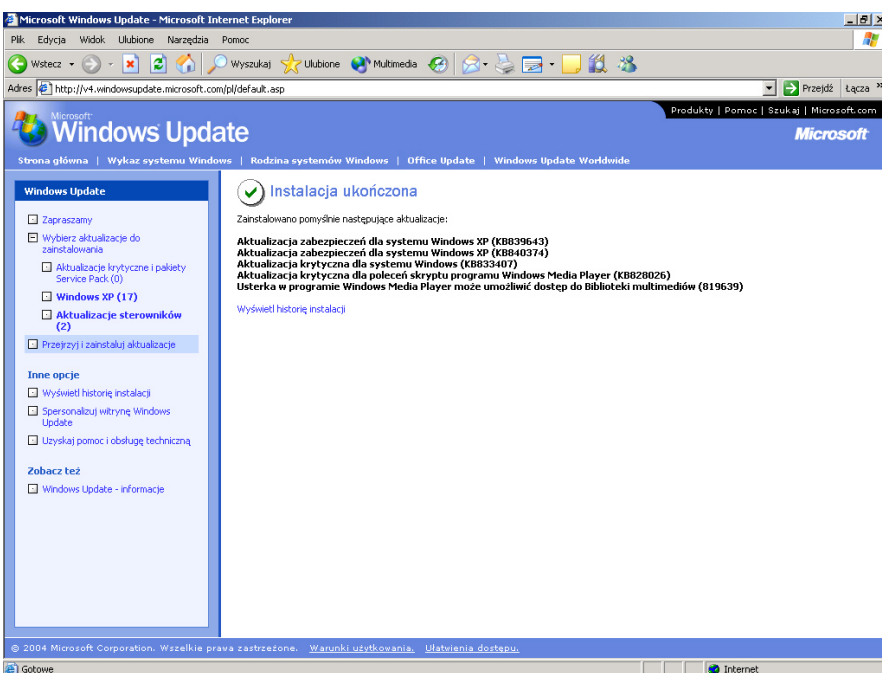 Microsoft Windows Update - Microsoft Internet Explorer
Plik Edycja Widok Ulubione Narzędzia Pomoc
Wstecz Wyszukaj Ulubione Multimedia
Adres http://v4.windowsupdate.microsoft.com/pl/default.asp Przejdź Łącza »
Produkty | Pomoc | Szukaj | Microsoft.com
Microsoft
Windows Update
Microsoft
Strona główna | Wykaz systemu Windows | Rodzina systemów Windows | Office Update | Windows Update Worldwide
Windows Update
Zapraszamy
Wybierz aktualizacje do
zainstalowania
Aktualizacje krytyczne i pakiety
Service Pack (0)
Windows XP (17)
Aktualizacje sterowników
(2)
Przejrzyj i zainstaluj aktualizacje
Inne opcje
Wyświetl historię instalacji
Spersonalizuj witrynę Windows
Update
Uzyskaj pomoc i obsługę techniczną
Zobacz też
Windows Update - informacje
Instalacja ukończona
Zainstalowano pomyślnie następujące aktualizacje:
Aktualizacja zabezpieczeń dla systemu Windows XP (KB839643)
Aktualizacja zabezpieczeń dla systemu Windows XP (KB840374)
Aktualizacja krytyczna dla systemu Windows (KB833407)
Aktualizacja krytyczna dla poleceń skryptu programu Windows Media Player (KB828026)
Usterka w programie Windows Media Player może umożliwić dostęp do Biblioteki multimediów (819639)
Wyświetl historię instalacji
© 2004 Microsoft Corporation. Wszelkie prawa zastrzeżone. Warunki użytkowania. Ułatwienia dostępu.
Gotowe Internet